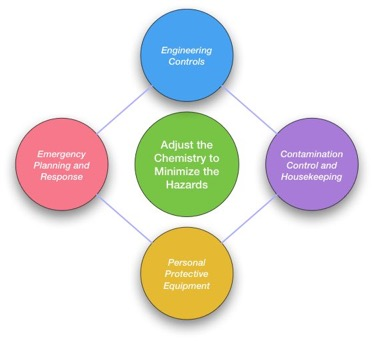 Engineering
Controls
Emergency
Planning and
Response
Adjust the
Chemistry to
Minimize the
Hazards
Contamination
Control and
Housekeeping
Personal
Protective
Equipment